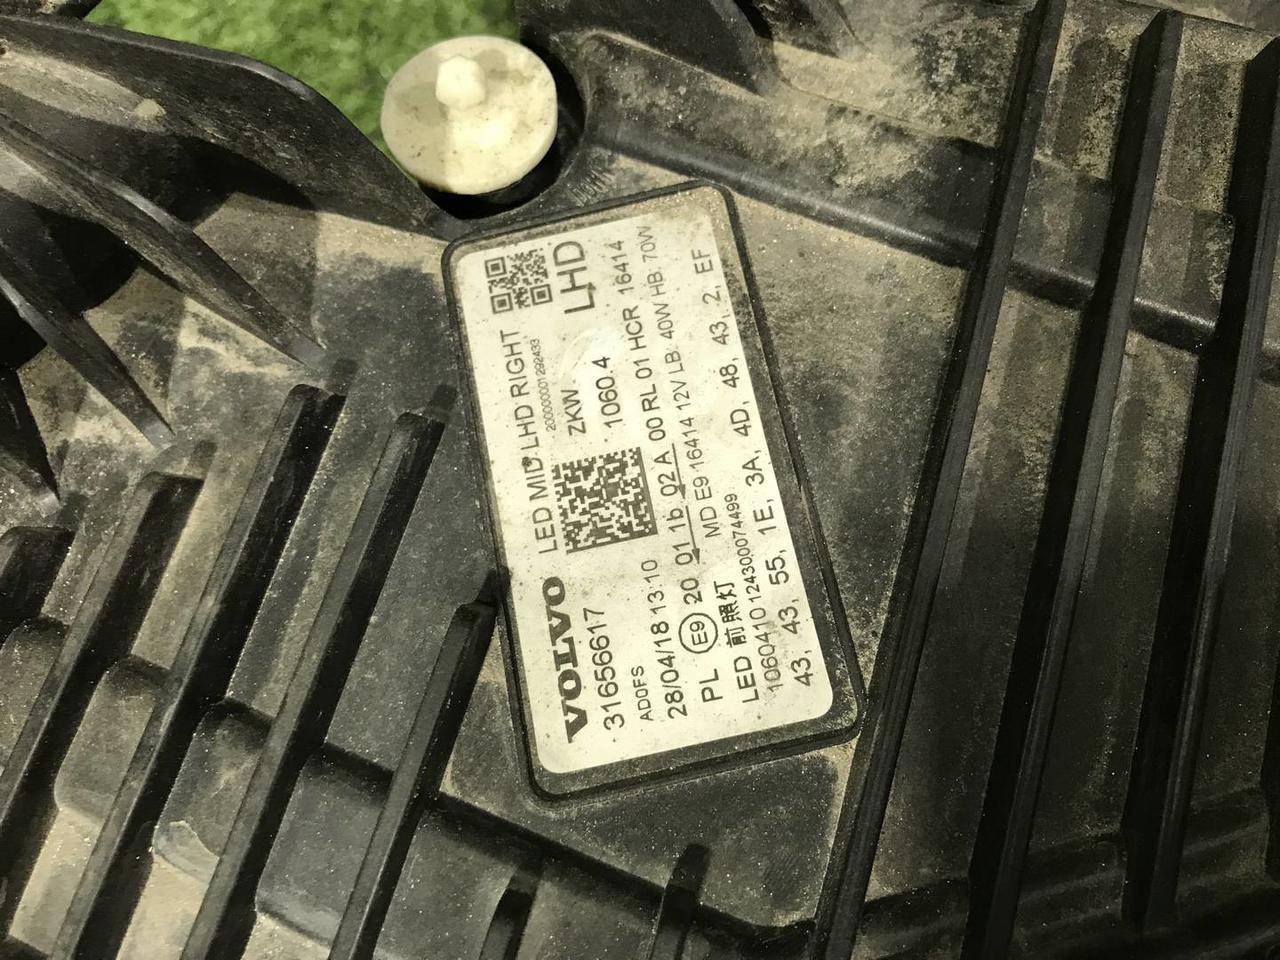 VOLVO LED MID LHD RIGHT
31656617 200000001292433
AD0FS ZKW LHD
28/04/18 13:10 1060.4
PL E9 20 01 1b 02 A 00 RL 01 HCR 16414
LED 前照灯 MD E9 16414 12V LB: 40W HB: 70W
1060410 124300074499
43, 43, 55, 1E, 3A, 4D, 48, 43, 2, EF